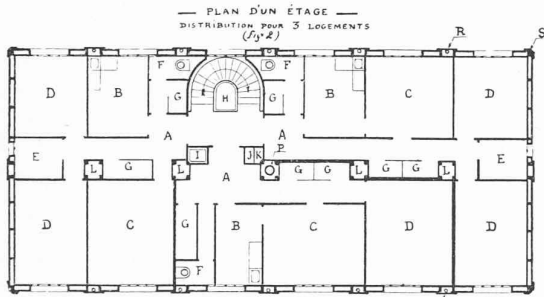 — PLAN D'UN ÉTAGE —
DISTRIBUTION POUR 3 LOGEMENTS
(fig. 2)
R S
F F
D B G H G B C D
A A
E I J K P E
L G L A G G L G G L
D C G B C D D
F